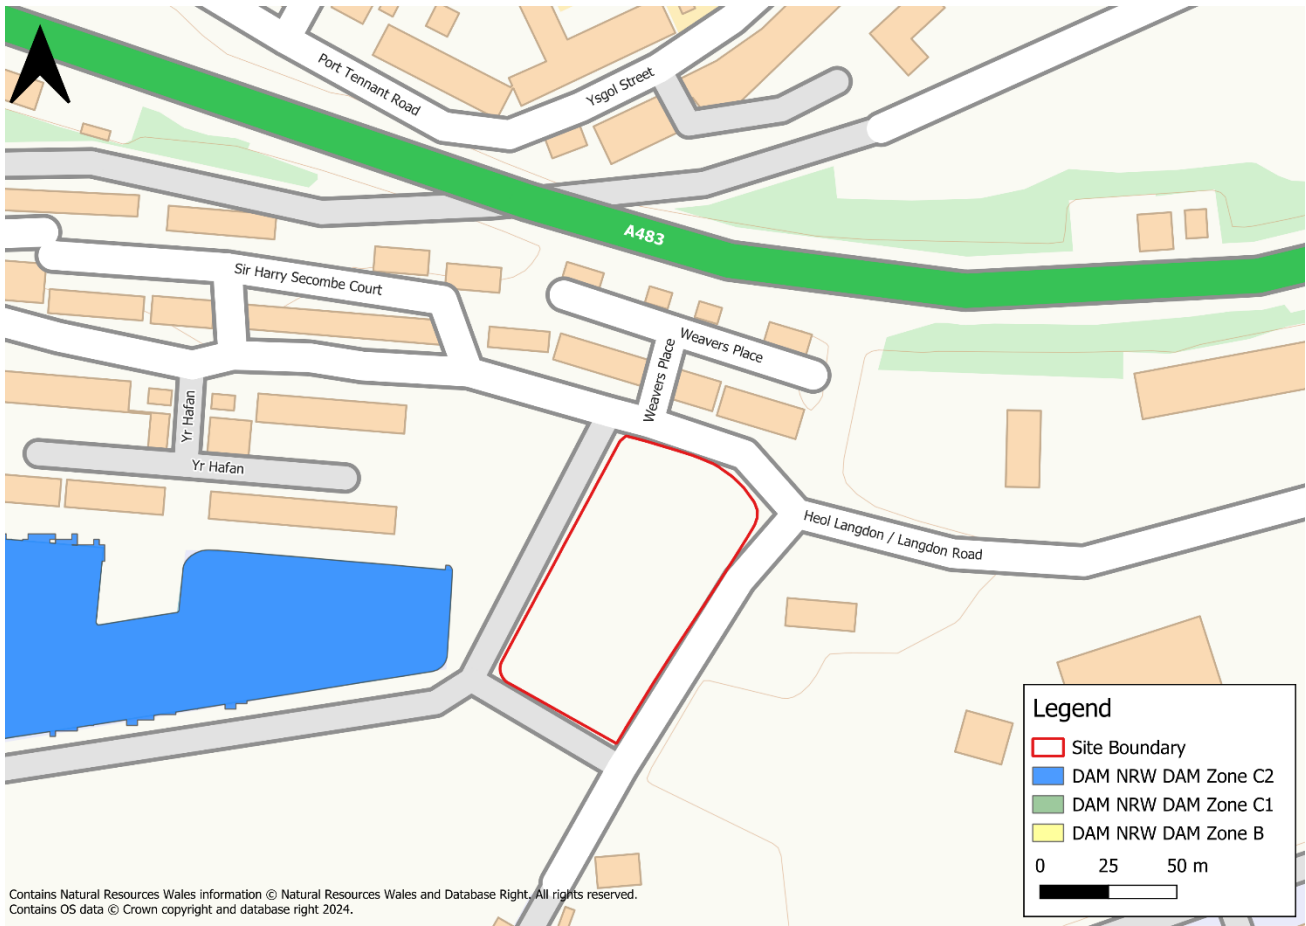 Port Tennant Road
Ysgol Street
A483
Sir Harry Secombe Court
Weavers Place
Weavers Place
Yr Hafan
Yr Hafan
Heol Langdon / Langdon Road
Legend
Site Boundary
DAM NRW DAM Zone C2
DAM NRW DAM Zone C1
DAM NRW DAM Zone B
0 25 50 m
Contains Natural Resources Wales information © Natural Resources Wales and Database Right. All rights reserved.
Contains OS data © Crown copyright and database right 2024.